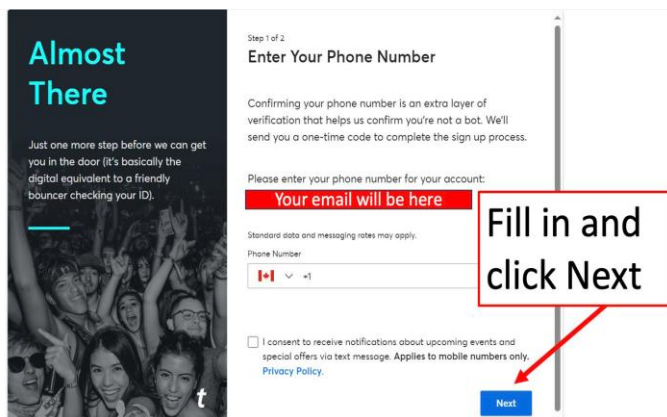 Almost
There
Just one more step before we can get
you in the door (it's basically the
digital equivalent to a friendly
bouncer checking your ID).
t
Step 1 of 2
Enter Your Phone Number
Confirming your phone number is an extra layer of
verification that helps us confirm you're not a bot. We'll
send you a one-time code to complete the sign up process.
Please enter your phone number for your account:
Your email will be here
Standard data and messaging rates may apply.
Phone Number
+1
I consent to receive notifications about upcoming events and
special offers via text message. Applies to mobile numbers only.
Privacy Policy.
Next
Fill in and
click Next